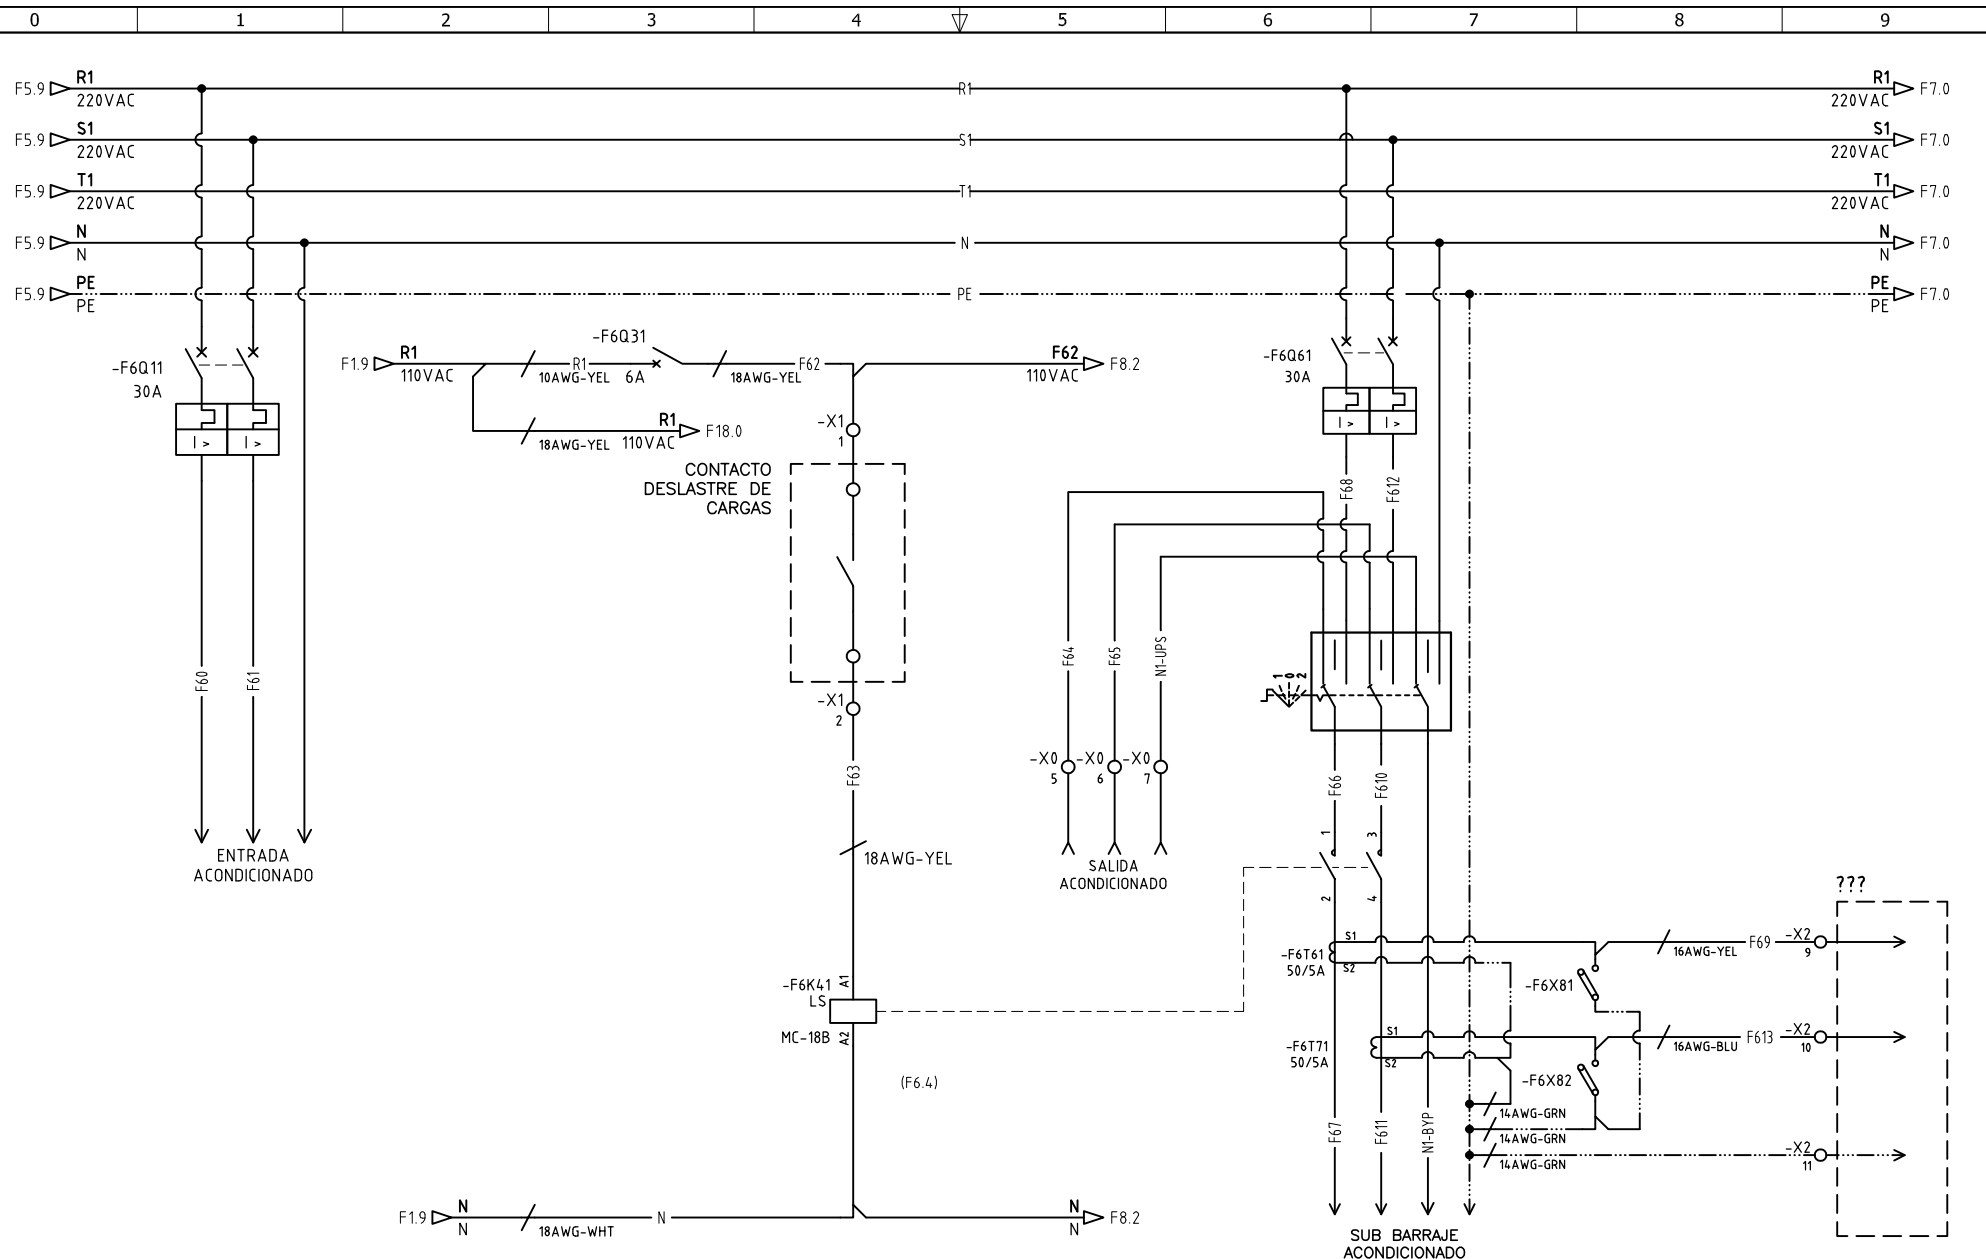 0 1 2 3 4 5 6 7 8 9
F5.9 R1 R1 R1 F7.0
220VAC 220VAC
F5.9 S1 S1 S1 F7.0
220VAC 220VAC
F5.9 T1 T1 T1 F7.0
220VAC 220VAC
F5.9 N N N F7.0
N N
F5.9 PE PE PE F7.0
PE PE
-F6Q11
30A
F60
F61
ENTRADA
ACONDICIONADO
F1.9 R1
110VAC
R1
10AWG-YEL
-F6Q31
6A
18AWG-YEL
F62
F62
110VAC
F8.2
18AWG-YEL
R1
110VAC
F18.0
-X1
1
CONTACTO
DESLASTRE DE
CARGAS
-X1
2
F63
18AWG-YEL
-F6K41
LS
A1
MC-18B
A2
(F6.4)
F1.9 N
N
18AWG-WHT
N
N
N
F8.2
-F6Q61
30A
F68
F612
F64
F65
N1-UPS
1 0 2
-X0
5
-X0
6
-X0
7
SALIDA
ACONDICIONADO
F66
F610
1
3
2
4
-F6T61
50/5A
S1
S2
-F6T71
50/5A
S1
S2
-F6X81
-F6X82
16AWG-YEL
F69
-X2
9
16AWG-BLU
F613
-X2
10
14AWG-GRN
14AWG-GRN
14AWG-GRN
-X2
11
???
F67
F611
N1-BYP
SUB BARRAJE
ACONDICIONADO